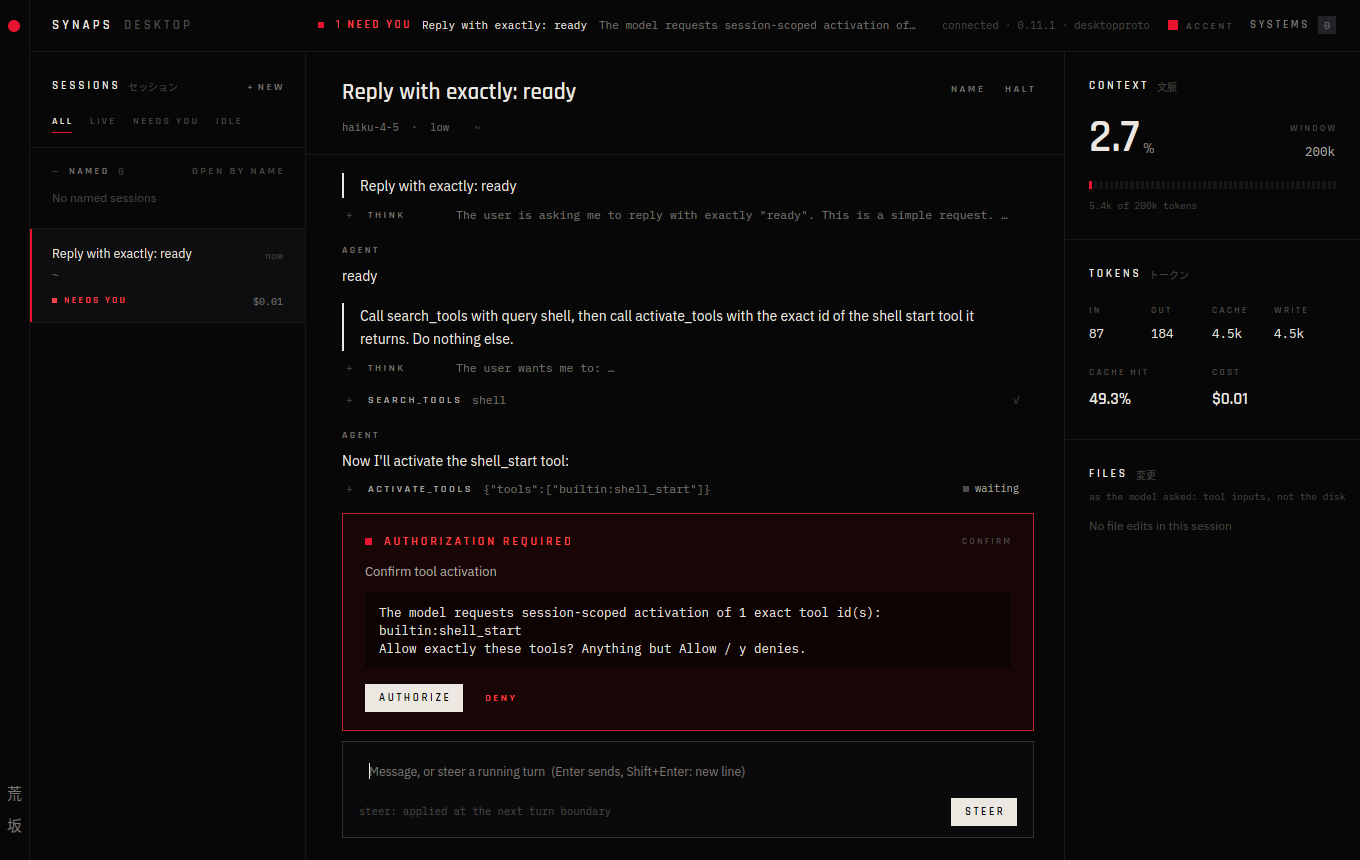 SYNAPS DESKTOP
1 NEED YOU Reply with exactly: ready The model requests session-scoped activation of…
connected · 0.11.1 · desktopproto
ACCENT
SYSTEMS 0
荒
坂
SESSIONS セッション
+ NEW
ALL LIVE NEEDS YOU IDLE
— NAMED 0
OPEN BY NAME
No named sessions
Reply with exactly: ready now
~
NEEDS YOU $0.01
Reply with exactly: ready
NAME HALT
haiku-4-5 · low ~
Reply with exactly: ready
+ THINK The user is asking me to reply with exactly "ready". This is a simple request. …
AGENT
ready
Call search_tools with query shell, then call activate_tools with the exact id of the shell start tool it
returns. Do nothing else.
+ THINK The user wants me to: …
+ SEARCH_TOOLS shell √
AGENT
Now I'll activate the shell_start tool:
+ ACTIVATE_TOOLS {"tools":["builtin:shell_start"]} waiting
AUTHORIZATION REQUIRED CONFIRM
Confirm tool activation
The model requests session-scoped activation of 1 exact tool id(s):
builtin:shell_start
Allow exactly these tools? Anything but Allow / y denies.
AUTHORIZE DENY
Message, or steer a running turn (Enter sends, Shift+Enter: new line)
steer: applied at the next turn boundary
STEER
CONTEXT 文脈
2.7 %
WINDOW
200k
5.4k of 200k tokens
TOKENS トークン
IN OUT CACHE WRITE
87 184 4.5k 4.5k
CACHE HIT COST
49.3% $0.01
FILES 変更
as the model asked: tool inputs, not the disk
No file edits in this session